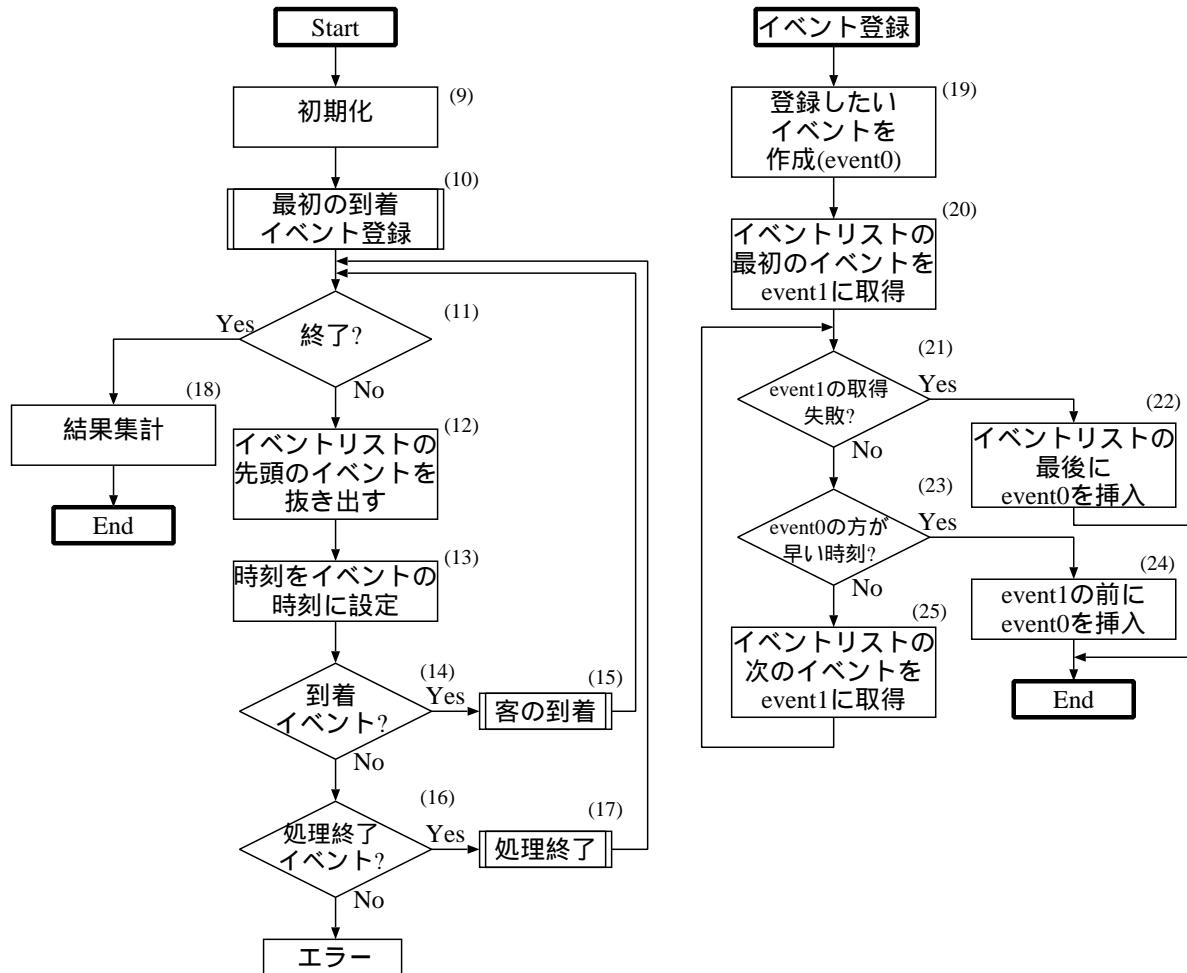 Start
(9)
初期化
(10)
最初の到着
イベント登録
(11)
終了?
Yes
No
(18)
結果集計
End
(12)
イベントリストの
先頭のイベントを
抜き出す
(13)
時刻をイベントの
時刻に設定
(14)
到着
イベント?
Yes
No
(15)
客の到着
(16)
処理終了
イベント?
Yes
No
(17)
処理終了
エラー
イベント登録
(19)
登録したい
イベントを
作成(event0)
(20)
イベントリストの
最初のイベントを
event1に取得
(21)
event1の取得
失敗?
Yes
No
(22)
イベントリストの
最後に
event0を挿入
(23)
event0の方が
早い時刻?
Yes
No
(24)
event1の前に
event0を挿入
End
(25)
イベントリストの
次のイベントを
event1に取得